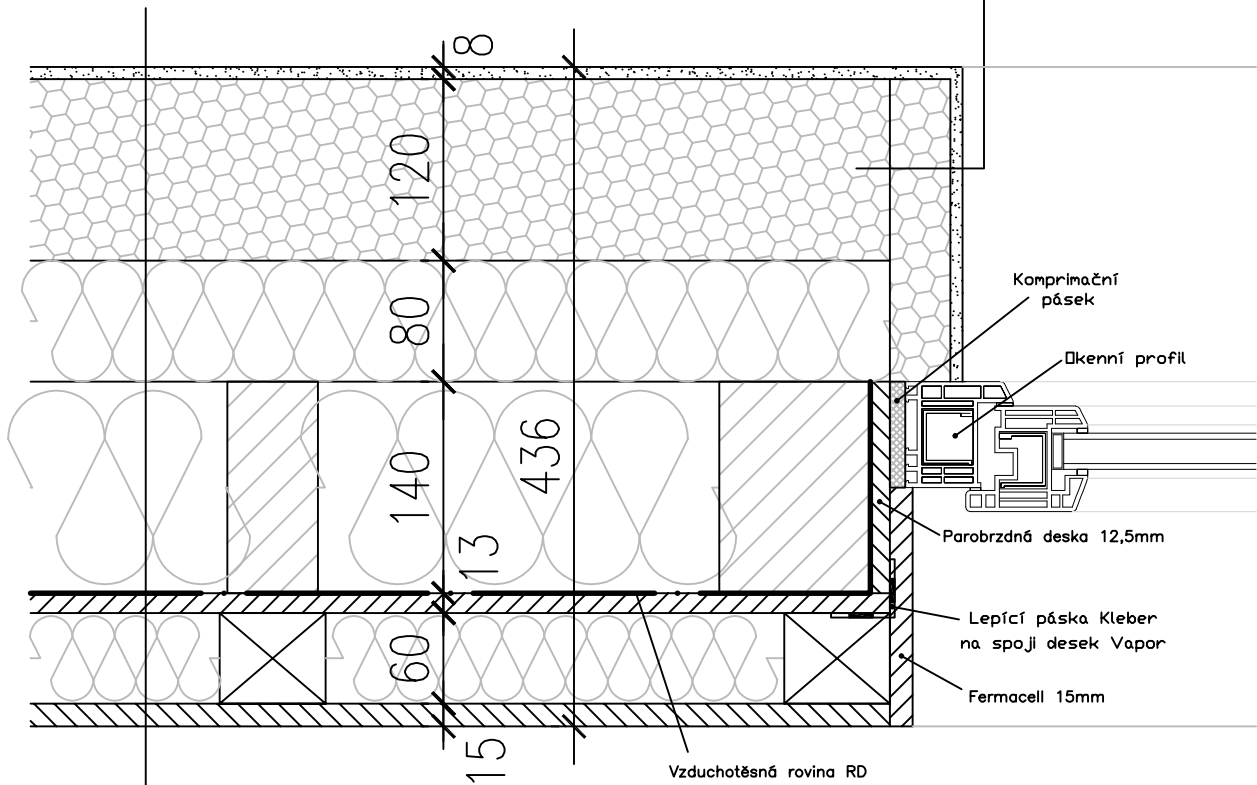 8
120
80
140
436
13
60
15
Komprimační
pásek
Okenní profil
Parobrzdná deska 12,5mm
Lepící páska Kleber
na spoji desek Vapor
Fermacell 15mm
Vzduchotěsná rovina RD